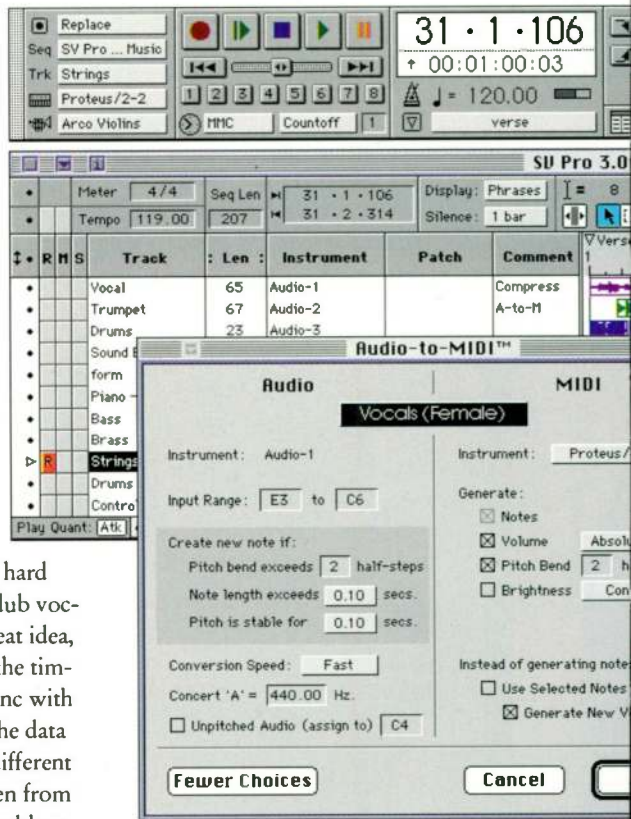 Replace
Seq SV Pro ... Music
Trk Strings
Proteus/2-2
Arco Violins
1 2 3 4 5 6 7 8
MMC Countoff 1
31 · 1 · 106
00:01:00:03
= 120.00
verse
SV Pro 3.0
Meter 4/4 Seq Len 31 · 1 · 106 Display: Phrases = 8
Tempo 119.00 207 31 · 2 · 314 Silence: 1 bar
R M S Track : Len : Instrument Patch Comment 1
Vocal 65 Audio-1 Compress
Trumpet 67 Audio-2 A-to-M
Drums 23 Audio-3
Sound
form
Piano -
Bass
Brass
R Strings
Drums
Play Quant: Atk
Audio-to-MIDI™
Audio MIDI
Vocals (Female)
Instrument: Audio-1
Input Range: E3 to C6
Create new note if:
Pitch bend exceeds 2 half-steps
Note length exceeds 0.10 secs.
Pitch is stable for 0.10 secs.
Conversion Speed: Fast
Concert 'A' = 440.00 Hz.
Unpitched Audio (assign to) C4
Fewer Choices
Instrument: Proteus/
Generate:
Notes
Volume
Pitch Bend 2
Brightness
Instead of generating
Use Selected Notes
Generate New
Cancel
hard
lub voc-
eat idea,
the tim-
nc with
he data
ifferent
en from